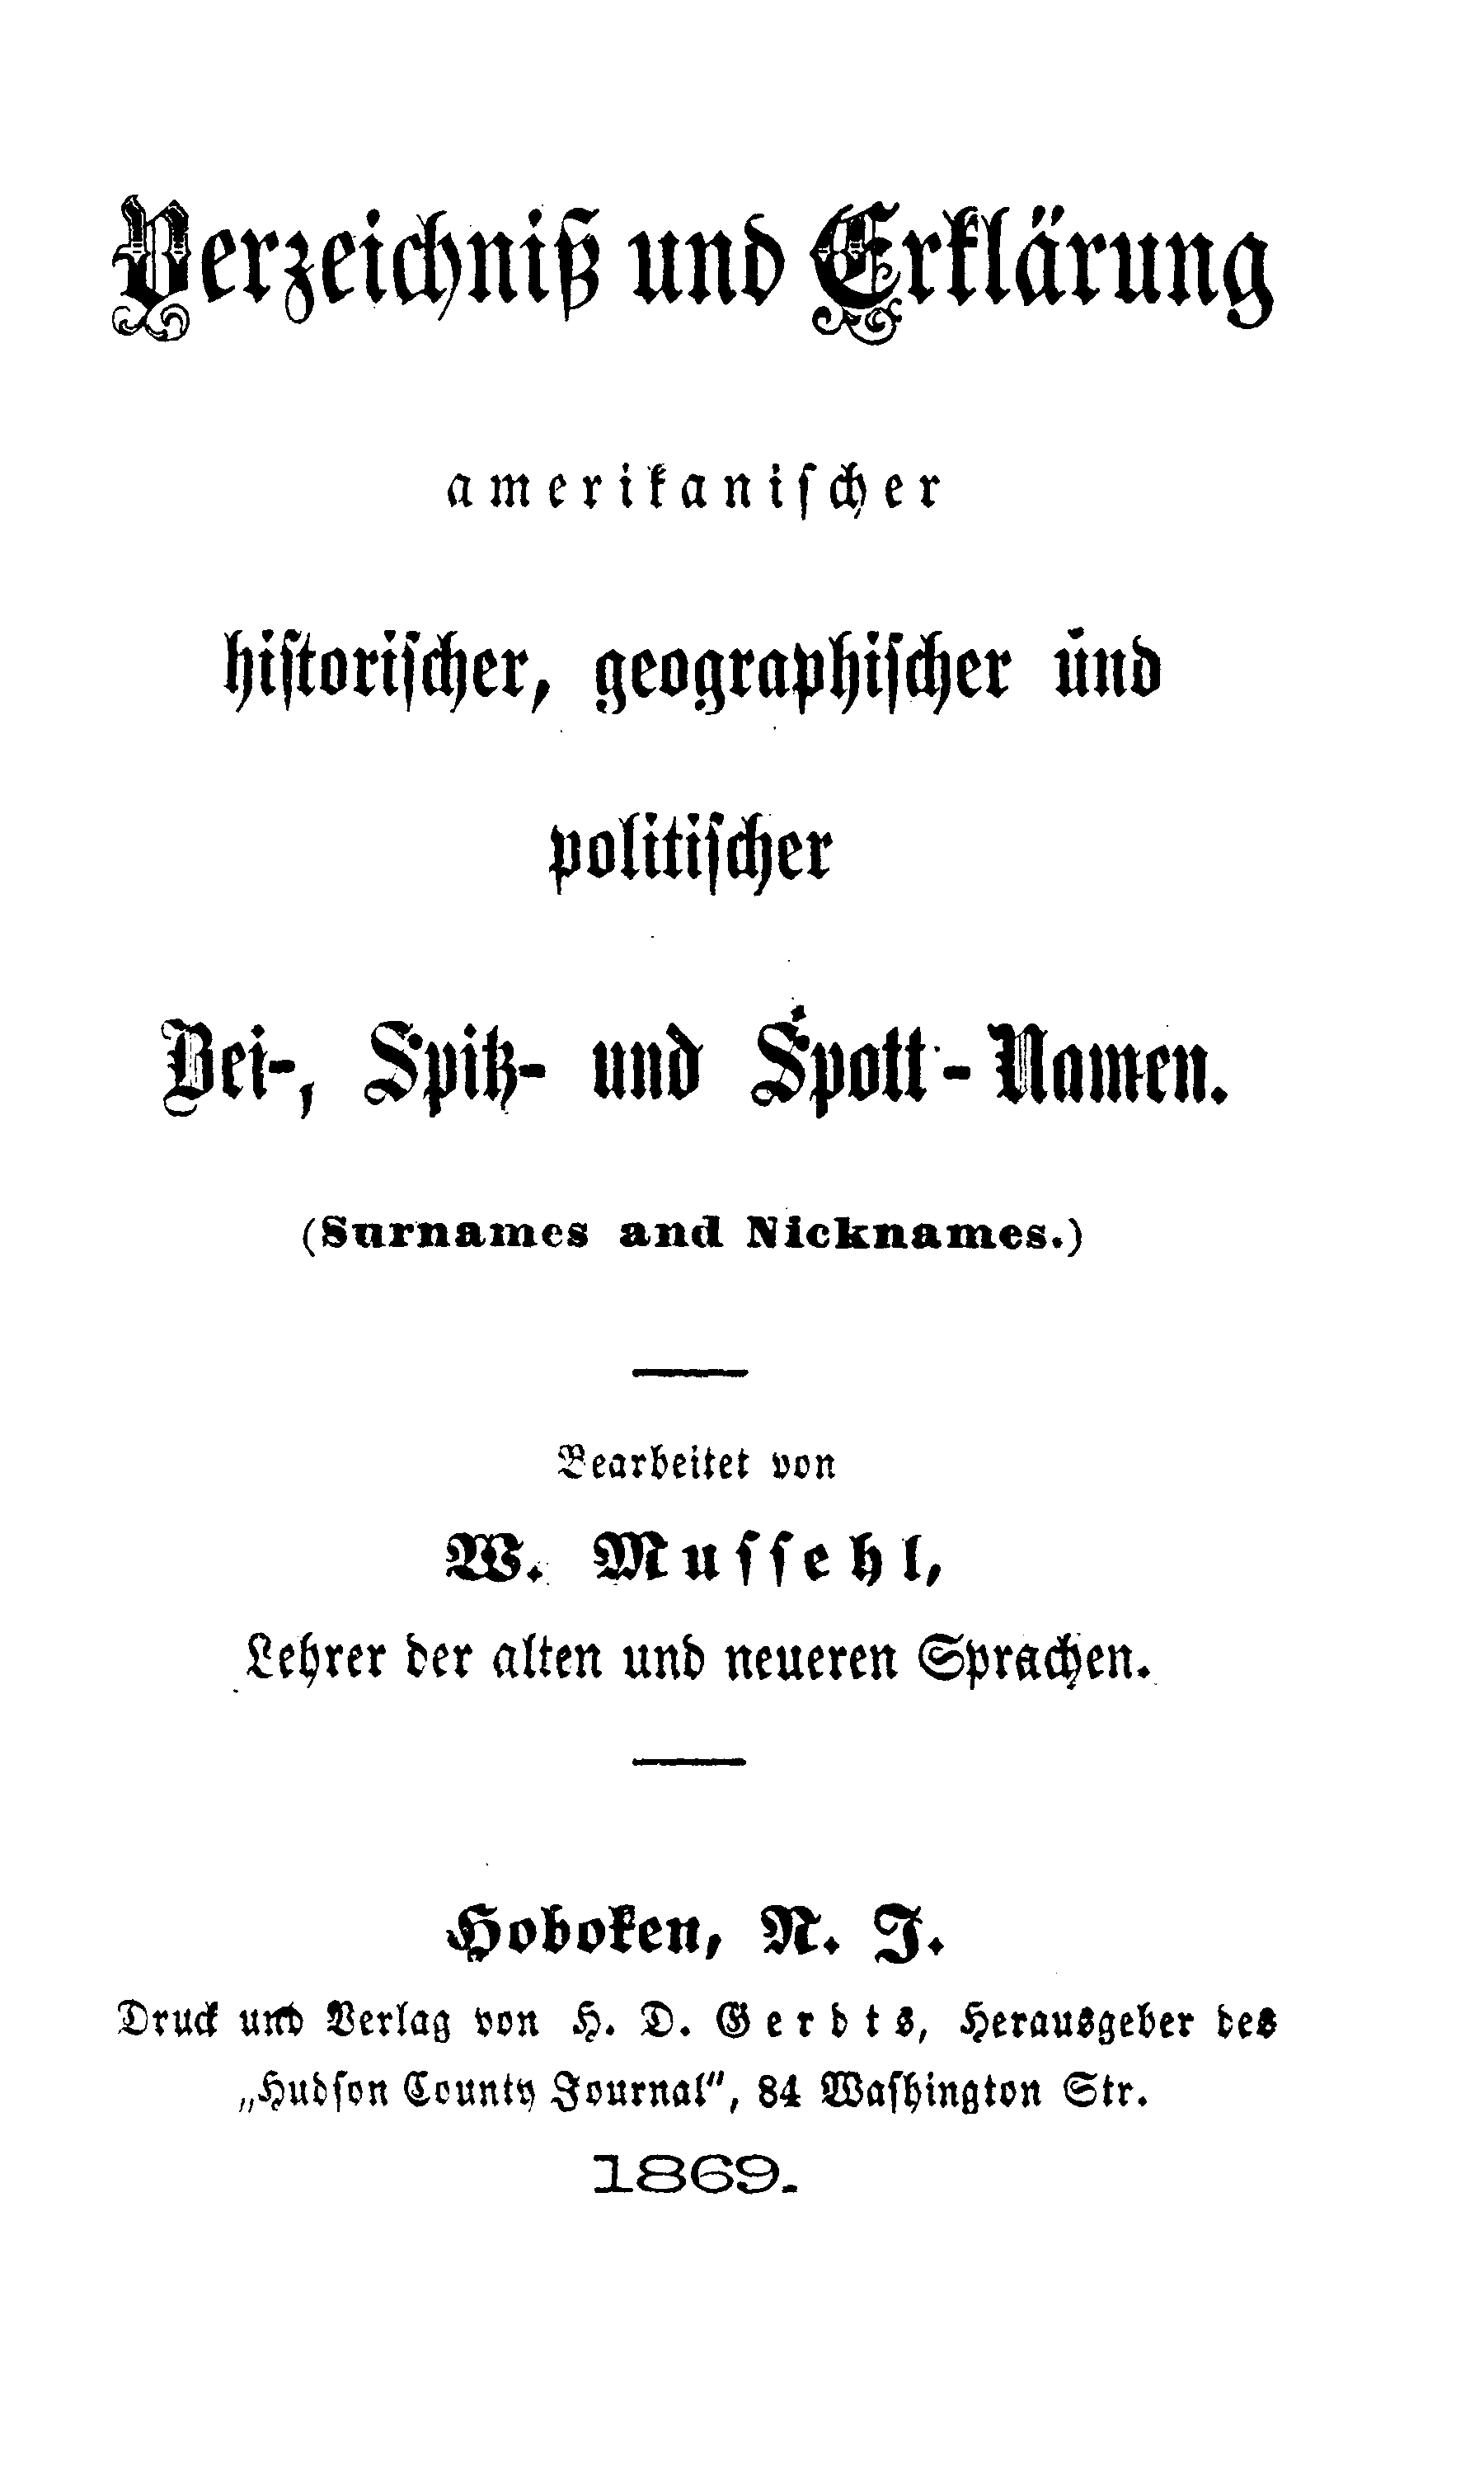 Verzeichniß und Erklärung
amerikanischer
historischer, geographischer und
politischer
Bei-, Spitz- und Spott-Namen.
(Surnames and Nicknames.)
Bearbeitet von
W. Mussehl,
Lehrer der alten und neueren Sprachen.
Hoboken, N. J.
Druck und Verlag von H. D. Gerdts, Herausgeber des
„Hudson County Journal“, 84 Washington Str.
1869.